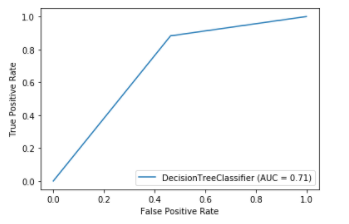 1.0
0.8
0.6
0.4
0.2
0.0
True Positive Rate
DecisionTreeClassifier (AUC = 0.71)
0.0 0.2 0.4 0.6 0.8 1.0
False Positive Rate